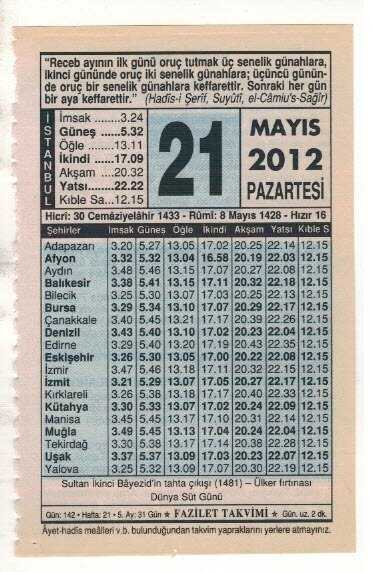 "Receb ayının ilk günü oruç tutmak üç senelik günahlara,
ikinci gününde oruç iki senelik günahlara; üçüncü günün-
de oruç bir senelik günahlara keffarettir. Sonraki her gün
bir aya keffarettir." (Hadîs-i Şerîf, Suyûtî, el-Câmiu's-Sağîr)
İSTANBUL
İmsak ........3.24
Güneş ......5.32
Öğle .........13.11
İkindi ......17.09
Akşam ....20.32
Yatsı.......22.22
Kıble Sa...12.15
21
MAYIS
2012
PAZARTESİ
Hicrî: 30 Cemâziyelâhir 1433 - Rûmî: 8 Mayıs 1428 - Hızır 16
Şehirler İmsak Güneş Öğle İkindi Akşam Yatsı Kıble S
Adapazarı 3.20 5.27 13.05 17.02 20.25 22.14 12.15
Afyon 3.32 5.32 13.04 16.58 20.19 22.03 12.15
Aydın 3.48 5.46 13.15 17.07 20.27 22.08 12.15
Balıkesir 3.38 5.41 13.15 17.11 20.32 22.18 12.15
Bilecik 3.25 5.30 13.07 17.03 20.25 22.13 12.15
Bursa 3.29 5.34 13.10 17.07 20.29 22.17 12.15
Çanakkale 3.40 5.45 13.21 17.17 20.39 22.26 12.15
Denizli 3.43 5.40 13.10 17.02 20.23 22.04 12.15
Edirne 3.29 5.40 13.20 17.19 20.43 22.35 12.15
Eskişehir 3.26 5.30 13.05 17.00 20.22 22.08 12.15
İzmir 3.47 5.46 13.18 17.11 20.32 22.15 12.15
İzmit 3.21 5.29 13.07 17.05 20.27 22.17 12.15
Kırklareli 3.26 5.38 13.18 17.17 20.40 22.33 12.15
Kütahya 3.30 5.33 13.07 17.02 20.24 22.09 12.15
Manisa 3.45 5.45 13.17 17.10 20.31 22.14 12.15
Muğla 3.49 5.45 13.13 17.04 20.24 22.04 12.15
Tekirdağ 3.30 5.38 13.17 17.14 20.38 22.28 12.15
Uşak 3.37 5.37 13.09 17.03 20.23 22.07 12.15
Yalova 3.25 5.32 13.09 17.07 20.30 22.19 12.15
Sultan İkinci Bâyezid'in tahta çıkışı (1481) – Ülker fırtınası
Dünya Süt Günü
Gün: 142 • Hafta: 21 • 5. Ay: 31 Gün ★ FAZİLET TAKVİMİ ★ Gün. uz. 2 dk.
Âyet-hadîs meâlleri v.b. bulunduğundan takvim yapraklarını yerlere atmayınız.